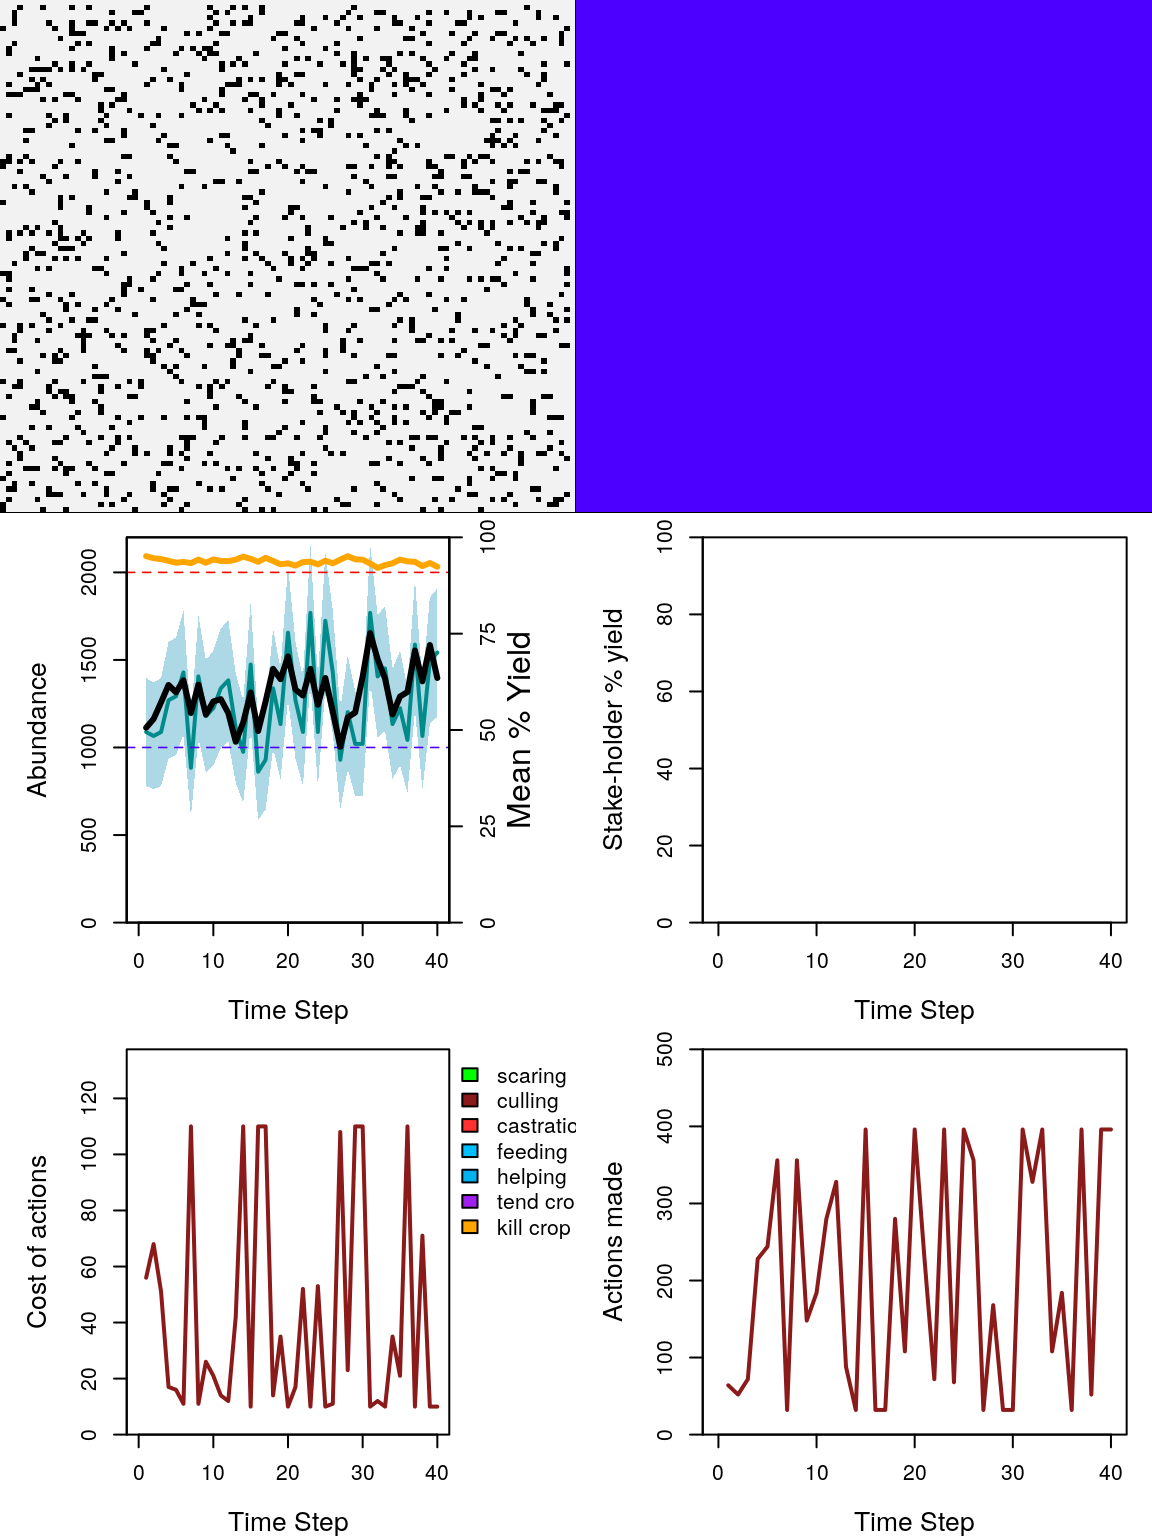 2000
1500
1000
500
0
Abundance
100
75
50
25
0
Mean % Yield
0 10 20 30 40
Time Step
100
80
60
40
20
0
Stake-holder % yield
0 10 20 30 40
Time Step
120
100
80
60
40
20
0
Cost of actions
0 10 20 30 40
Time Step
scaring
culling
castratio
feeding
helping
tend cro
kill crop
500
400
300
200
100
0
Actions made
0 10 20 30 40
Time Step